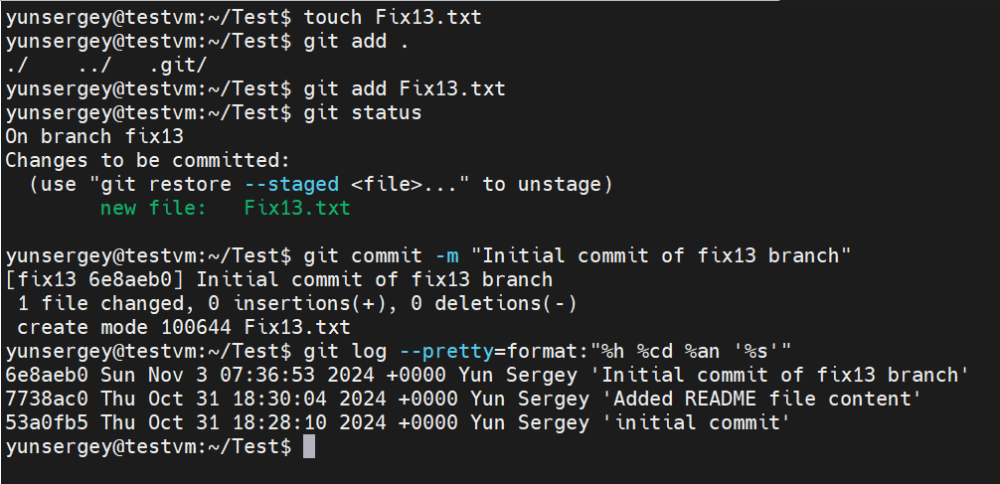 yunsergey@testvm:~/Test$ touch Fix13.txt
yunsergey@testvm:~/Test$ git add .
./    ../   .git/
yunsergey@testvm:~/Test$ git add Fix13.txt
yunsergey@testvm:~/Test$ git status
On branch fix13
Changes to be committed:
  (use "git restore --staged <file>..." to unstage)
        new file:   Fix13.txt
yunsergey@testvm:~/Test$ git commit -m "Initial commit of fix13 branch"
[fix13 6e8aeb0] Initial commit of fix13 branch
 1 file changed, 0 insertions(+), 0 deletions(-)
 create mode 100644 Fix13.txt
yunsergey@testvm:~/Test$ git log --pretty=format:"%h %cd %an '%s'"
6e8aeb0 Sun Nov 3 07:36:53 2024 +0000 Yun Sergey 'Initial commit of fix13 branch'
7738ac0 Thu Oct 31 18:30:04 2024 +0000 Yun Sergey 'Added README file content'
53a0fb5 Thu Oct 31 18:28:10 2024 +0000 Yun Sergey 'initial commit'
yunsergey@testvm:~/Test$